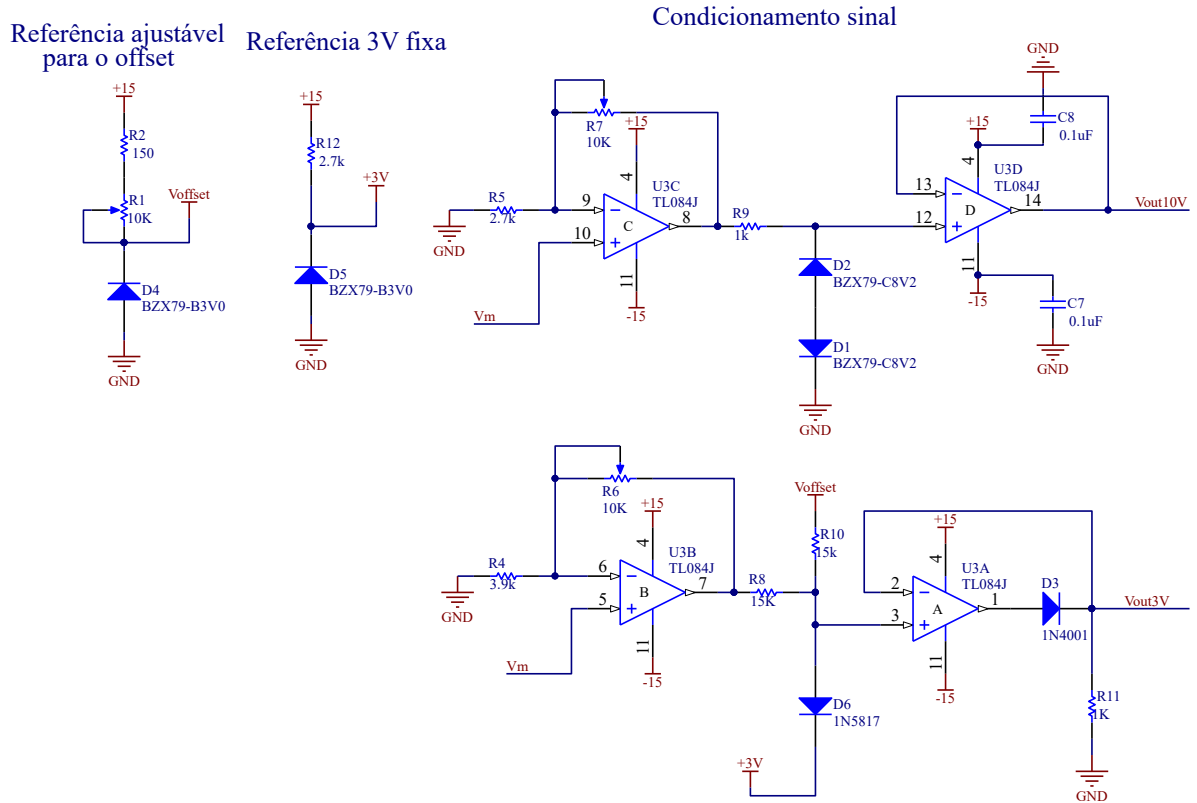 Referência ajustável
para o offset
Referência 3V fixa
Condicionamento sinal
+15
R2
150
R1
10K
Voffset
D4
BZX79-B3V0
GND
+15
R12
2.7k
+3V
D5
BZX79-B3V0
GND
R7
10K
+15
4
U3C
TL084J
R5
2.7k
GND
9
10
C
8
11
-15
Vm
R9
1k
D2
BZX79-C8V2
D1
BZX79-C8V2
GND
GND
C8
0.1uF
+15
4
U3D
TL084J
13
12
D
14
Vout10V
11
-15
C7
0.1uF
GND
R6
10K
+15
4
U3B
TL084J
R4
3.9k
GND
6
5
B
7
11
-15
Vm
R8
15K
Voffset
R10
15k
D6
1N5817
+3V
+15
4
U3A
TL084J
2
3
A
1
11
-15
D3
1N4001
Vout3V
R11
1K
GND